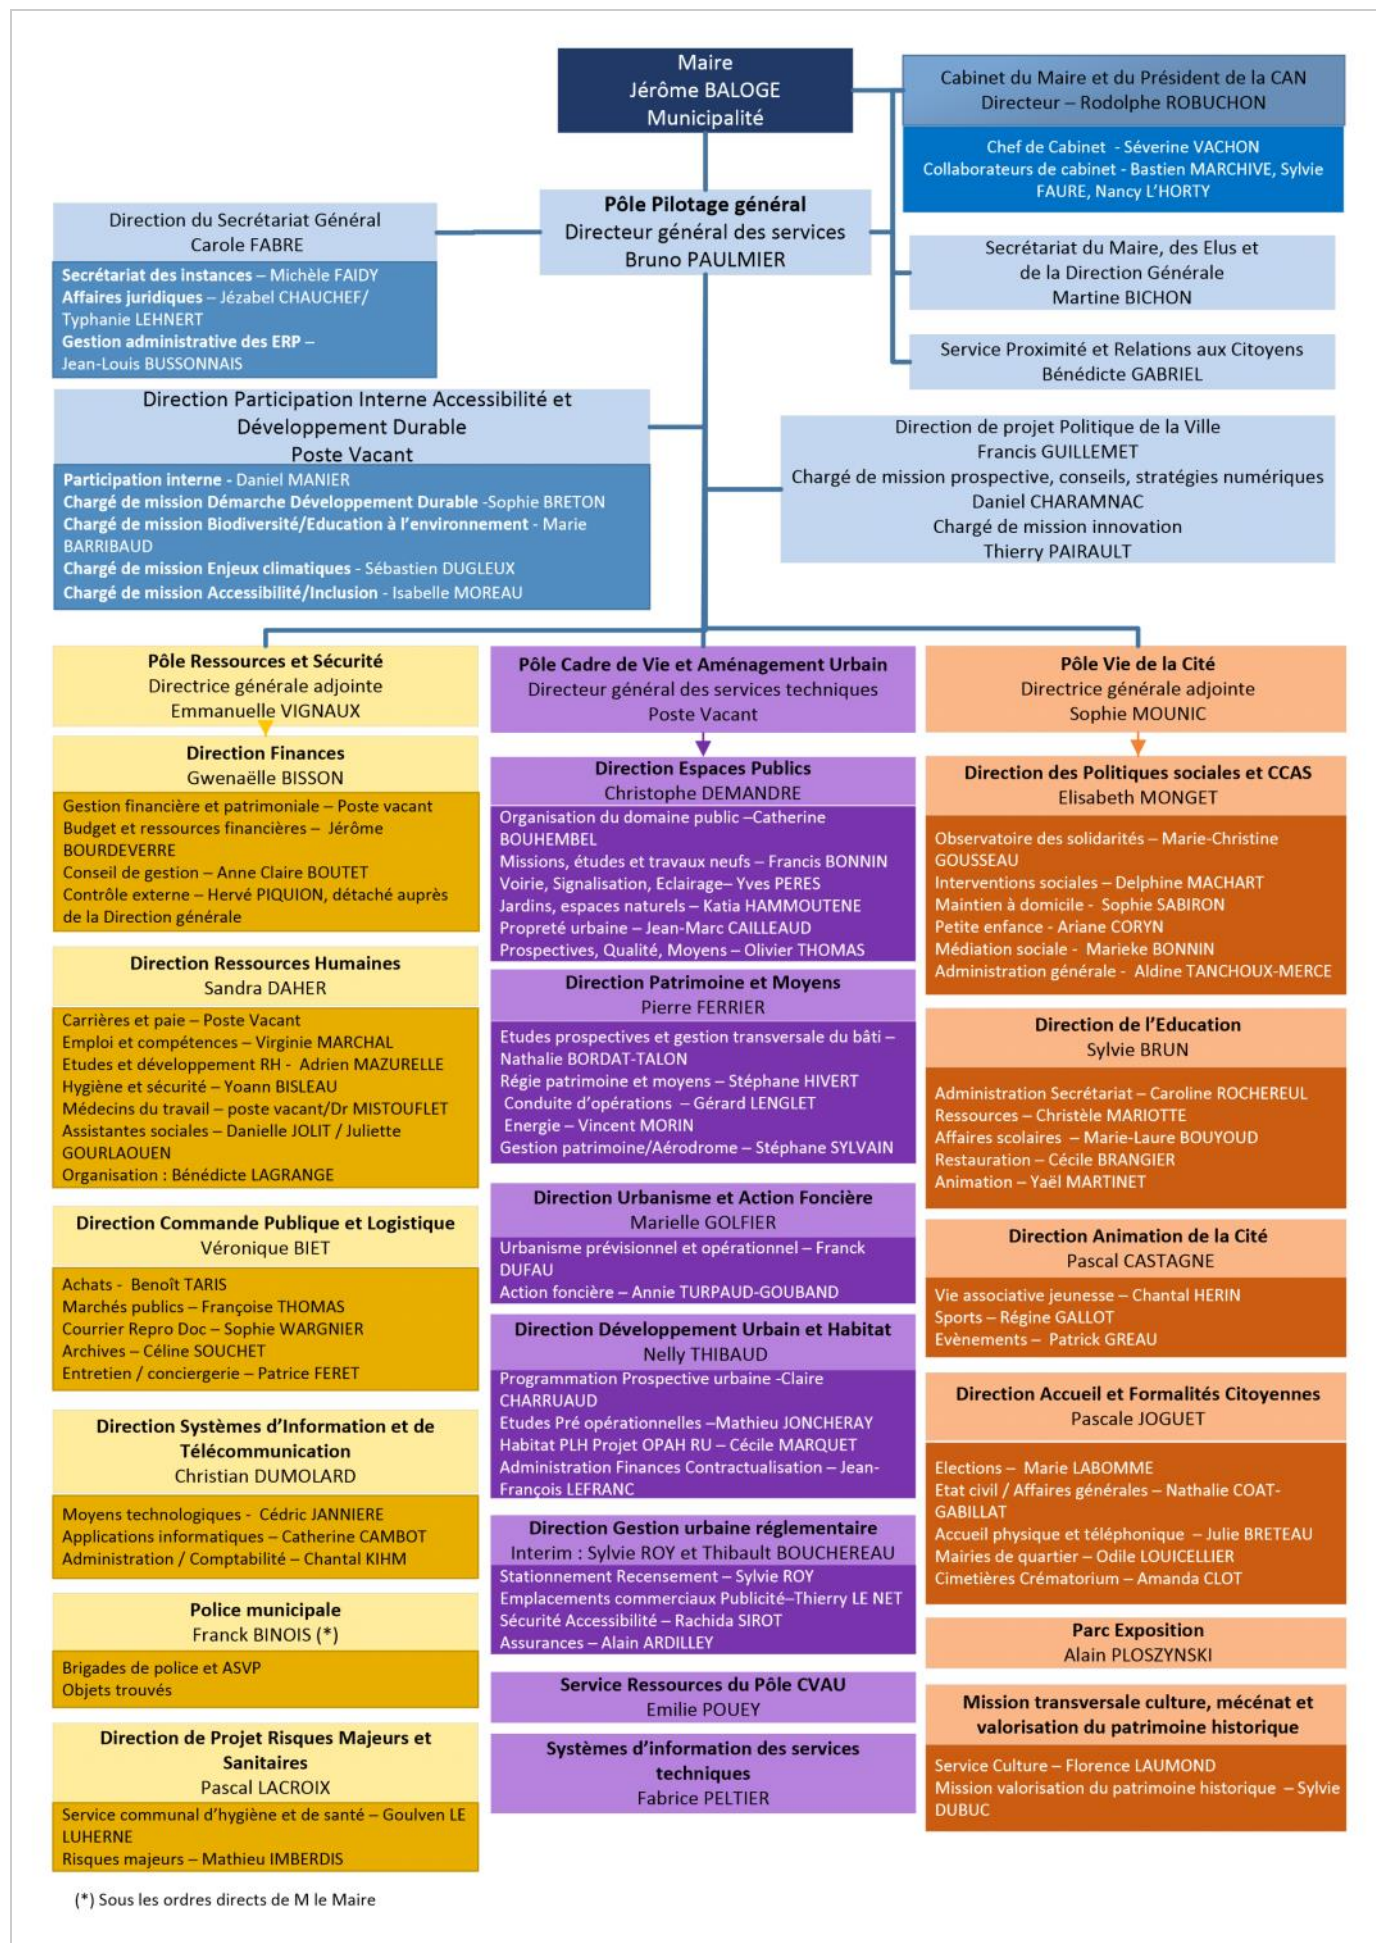 Maire
Jérôme BALOGE
Municipalité
Cabinet du Maire et du Président de la CAN
Directeur – Rodolphe ROBUCHON
Chef de Cabinet  - Séverine VACHON
Collaborateurs de cabinet - Bastien MARCHIVE, Sylvie
FAURE, Nancy L’HORTY
Pôle Pilotage général
Directeur général des services
Bruno PAULMIER
Direction du Secrétariat Général
Carole FABRE
Secrétariat des instances – Michèle FAIDY
Affaires juridiques – Jézabel CHAUCHEF/
Typhanie LEHNERT
Gestion administrative des ERP –
Jean-Louis BUSSONNAIS
Secrétariat du Maire, des Elus et
de la Direction Générale
Martine BICHON
Service Proximité et Relations aux Citoyens
Bénédicte GABRIEL
Direction Participation Interne Accessibilité et
Développement Durable
Poste Vacant
Participation interne - Daniel MANIER
Chargé de mission Démarche Développement Durable -Sophie BRETON
Chargé de mission Biodiversité/Education à l’environnement - Marie
BARRIBAUD
Chargé de mission Enjeux climatiques - Sébastien DUGLEUX
Chargé de mission Accessibilité/Inclusion - Isabelle MOREAU
Direction de projet Politique de la Ville
Francis GUILLEMET
Chargé de mission prospective, conseils, stratégies numériques
Daniel CHARAMNAC
Chargé de mission innovation
Thierry PAIRAULT
Pôle Ressources et Sécurité
Directrice générale adjointe
Emmanuelle VIGNAUX
Direction Finances
Gwenaëlle BISSON
Gestion financière et patrimoniale – Poste vacant
Budget et ressources financières –  Jérôme
BOURDEVERRE
Conseil de gestion – Anne Claire BOUTET
Contrôle externe – Hervé PIQUION, détaché auprès
de la Direction générale
Direction Ressources Humaines
Sandra DAHER
Carrières et paie – Poste Vacant
Emploi et compétences – Virginie MARCHAL
Etudes et développement RH -  Adrien MAZURELLE
Hygiène et sécurité – Yoann BISLEAU
Médecins du travail – poste vacant/Dr MISTOUFLET
Assistantes sociales – Danielle JOLIT / Juliette
GOURLAOUEN
Organisation : Bénédicte LAGRANGE
Direction Commande Publique et Logistique
Véronique BIET
Achats -  Benoît TARIS
Marchés publics – Françoise THOMAS
Courrier Repro Doc – Sophie WARGNIER
Archives – Céline SOUCHET
Entretien / conciergerie – Patrice FERET
Direction Systèmes d’Information et de
Télécommunication
Christian DUMOLARD
Moyens technologiques -  Cédric JANNIERE
Applications informatiques – Catherine CAMBOT
Administration / Comptabilité – Chantal KIHM
Police municipale
Franck BINOIS (*)
Brigades de police et ASVP
Objets trouvés
Direction de Projet Risques Majeurs et
Sanitaires
Pascal LACROIX
Service communal d’hygiène et de santé – Goulven LE
LUHERNE
Risques majeurs – Mathieu IMBERDIS
Pôle Cadre de Vie et Aménagement Urbain
Directeur général des services techniques
Poste Vacant
Direction Espaces Publics
Christophe DEMANDRE
Organisation du domaine public –Catherine
BOUHEMBEL
Missions, études et travaux neufs – Francis BONNIN
Voirie, Signalisation, Eclairage– Yves PERES
Jardins, espaces naturels – Katia HAMMOUTENE
Propreté urbaine – Jean-Marc CAILLEAUD
Prospectives, Qualité, Moyens – Olivier THOMAS
Direction Patrimoine et Moyens
Pierre FERRIER
Etudes prospectives et gestion transversale du bâti –
Nathalie BORDAT-TALON
Régie patrimoine et moyens – Stéphane HIVERT
Conduite d’opérations  – Gérard LENGLET
Energie – Vincent MORIN
Gestion patrimoine/Aérodrome – Stéphane SYLVAIN
Direction Urbanisme et Action Foncière
Marielle GOLFIER
Urbanisme prévisionnel et opérationnel – Franck
DUFAU
Action foncière – Annie TURPAUD-GOUBAND
Direction Développement Urbain et Habitat
Nelly THIBAUD
Programmation Prospective urbaine -Claire
CHARRUAUD
Etudes Pré opérationnelles –Mathieu JONCHERAY
Habitat PLH Projet OPAH RU – Cécile MARQUET
Administration Finances Contractualisation – Jean-
François LEFRANC
Direction Gestion urbaine réglementaire
Interim : Sylvie ROY et Thibault BOUCHEREAU
Stationnement Recensement – Sylvie ROY
Emplacements commerciaux Publicité–Thierry LE NET
Sécurité Accessibilité – Rachida SIROT
Assurances – Alain ARDILLEY
Service Ressources du Pôle CVAU
Emilie POUEY
Systèmes d’information des services
techniques
Fabrice PELTIER
Pôle Vie de la Cité
Directrice générale adjointe
Sophie MOUNIC
Direction des Politiques sociales et CCAS
Elisabeth MONGET
Observatoire des solidarités – Marie-Christine
GOUSSEAU
Interventions sociales – Delphine MACHART
Maintien à domicile -  Sophie SABIRON
Petite enfance - Ariane CORYN
Médiation sociale -  Marieke BONNIN
Administration générale -  Aldine TANCHOUX-MERCE
Direction de l’Education
Sylvie BRUN
Administration Secrétariat – Caroline ROCHEREUL
Ressources – Christèle MARIOTTE
Affaires scolaires  – Marie-Laure BOUYOUD
Restauration – Cécile BRANGIER
Animation – Yaël MARTINET
Direction Animation de la Cité
Pascal CASTAGNE
Vie associative jeunesse – Chantal HERIN
Sports – Régine GALLOT
Evènements –  Patrick GREAU
Direction Accueil et Formalités Citoyennes
Pascale JOGUET
Elections –  Marie LABOMME
Etat civil / Affaires générales – Nathalie COAT-
GABILLAT
Accueil physique et téléphonique  – Julie BRETEAU
Mairies de quartier – Odile LOUICELLIER
Cimetières Crématorium – Amanda CLOT
Parc Exposition
Alain PLOSZYNSKI
Mission transversale culture, mécénat et
valorisation du patrimoine historique
Service Culture – Florence LAUMOND
Mission valorisation du patrimoine historique  – Sylvie
DUBUC
(*) Sous les ordres directs de M le Maire